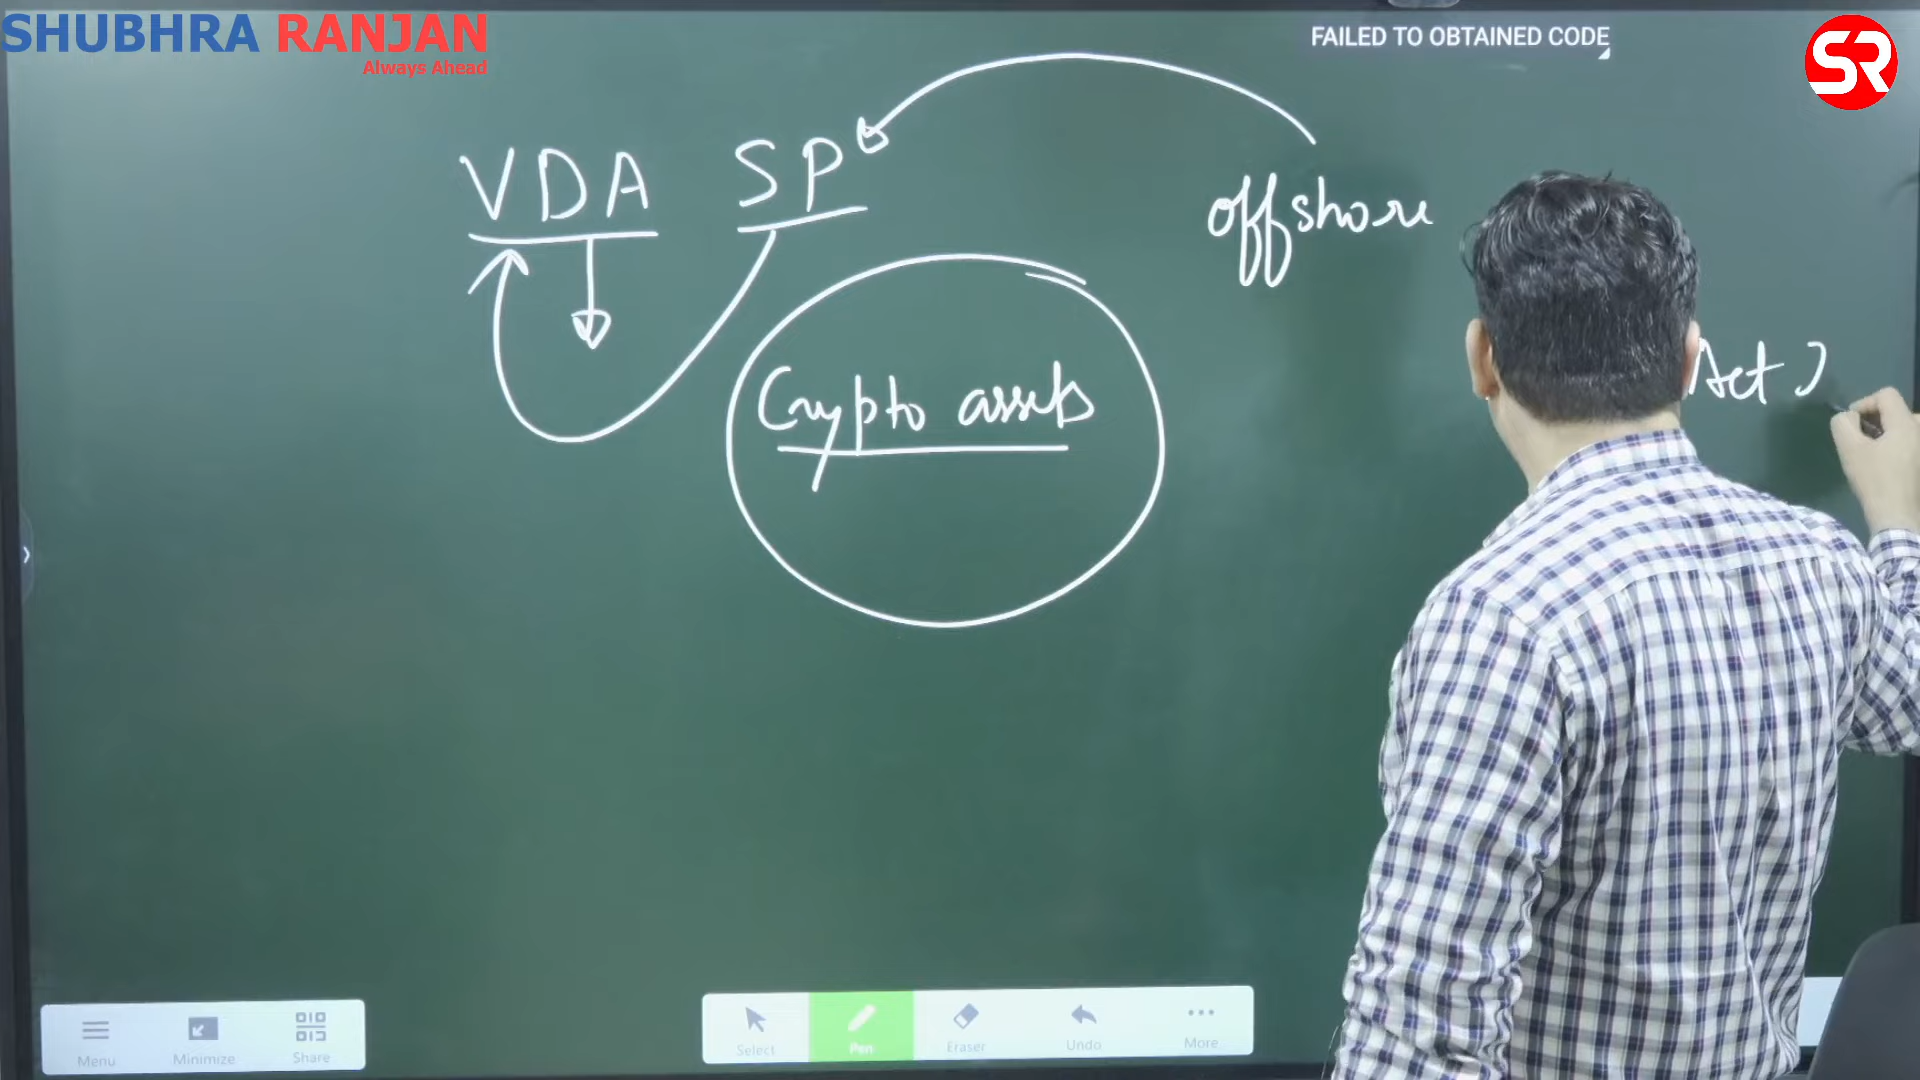 SHUBHRA RANJAN
Always Ahead
FAILED TO OBTAINED CODE
SR
VDA SP
offshore
Crypto assets
Act
Menu
Minimize
Share
Select
Pen
Eraser
Undo
More